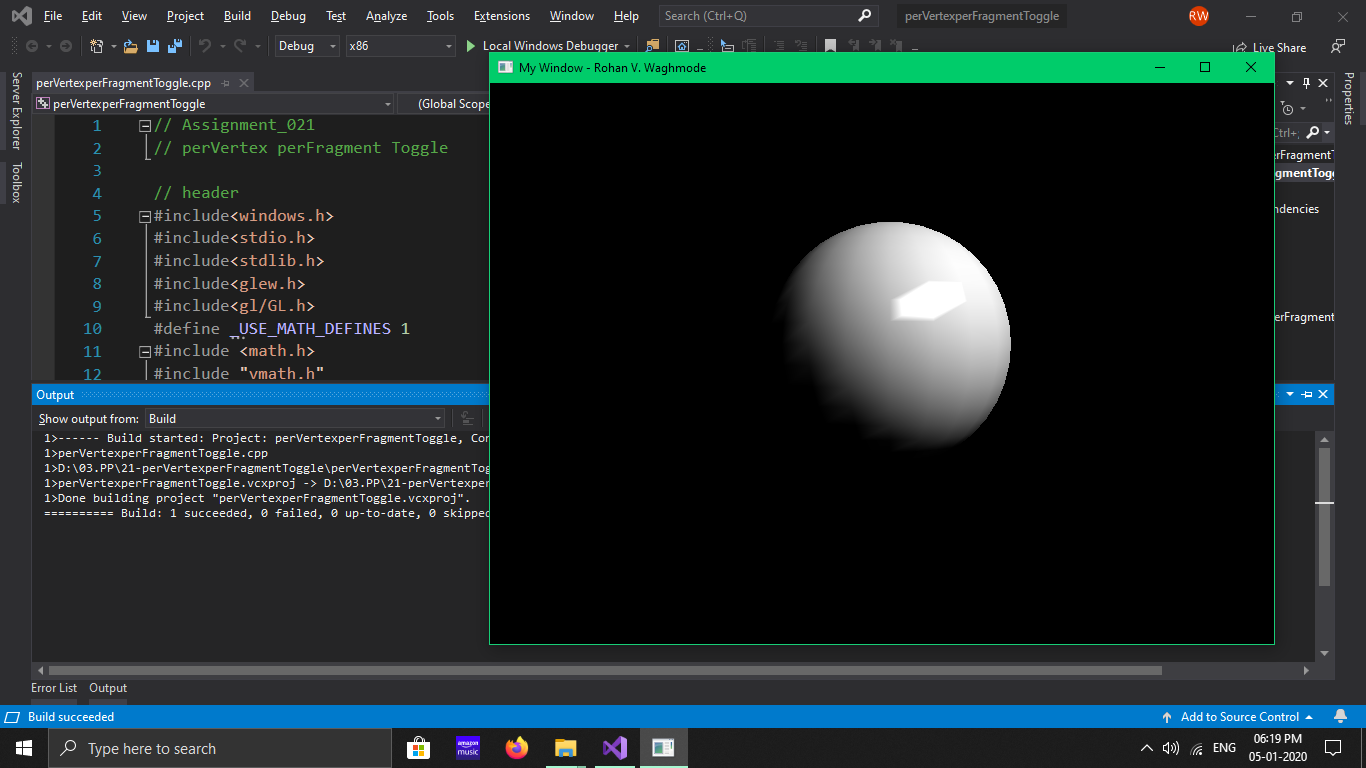 File Edit View Project Build Debug Test Analyze Tools Extensions Window Help Search (Ctrl+Q) perVertexperFragmentToggle RW
Debug x86 Local Windows Debugger Live Share
Server Explorer
Toolbox
perVertexperFragmentToggle.cpp
perVertexperFragmentToggle (Global Scope
1 // Assignment_021
2 // perVertex perFragment Toggle
3
4 // header
5 #include<windows.h>
6 #include<stdio.h>
7 #include<stdlib.h>
8 #include<glew.h>
9 #include<gl/GL.h>
10 #define _USE_MATH_DEFINES 1
11 #include <math.h>
12 #include "vmath.h"
My Window - Rohan V. Waghmode
Properties
Ctrl+;
erFragmentT
gmentTogg
ndencies
erFragment
Output
Show output from: Build
1>------ Build started: Project: perVertexperFragmentToggle, Con
1>perVertexperFragmentToggle.cpp
1>D:\03.PP\21-perVertexperFragmentToggle\perVertexperFragmentTog
1>perVertexperFragmentToggle.vcxproj -> D:\03.PP\21-perVertexper
1>Done building project "perVertexperFragmentToggle.vcxproj".
========== Build: 1 succeeded, 0 failed, 0 up-to-date, 0 skipped
Error List Output
Build succeeded Add to Source Control
Type here to search amazon music ENG 06:19 PM
05-01-2020